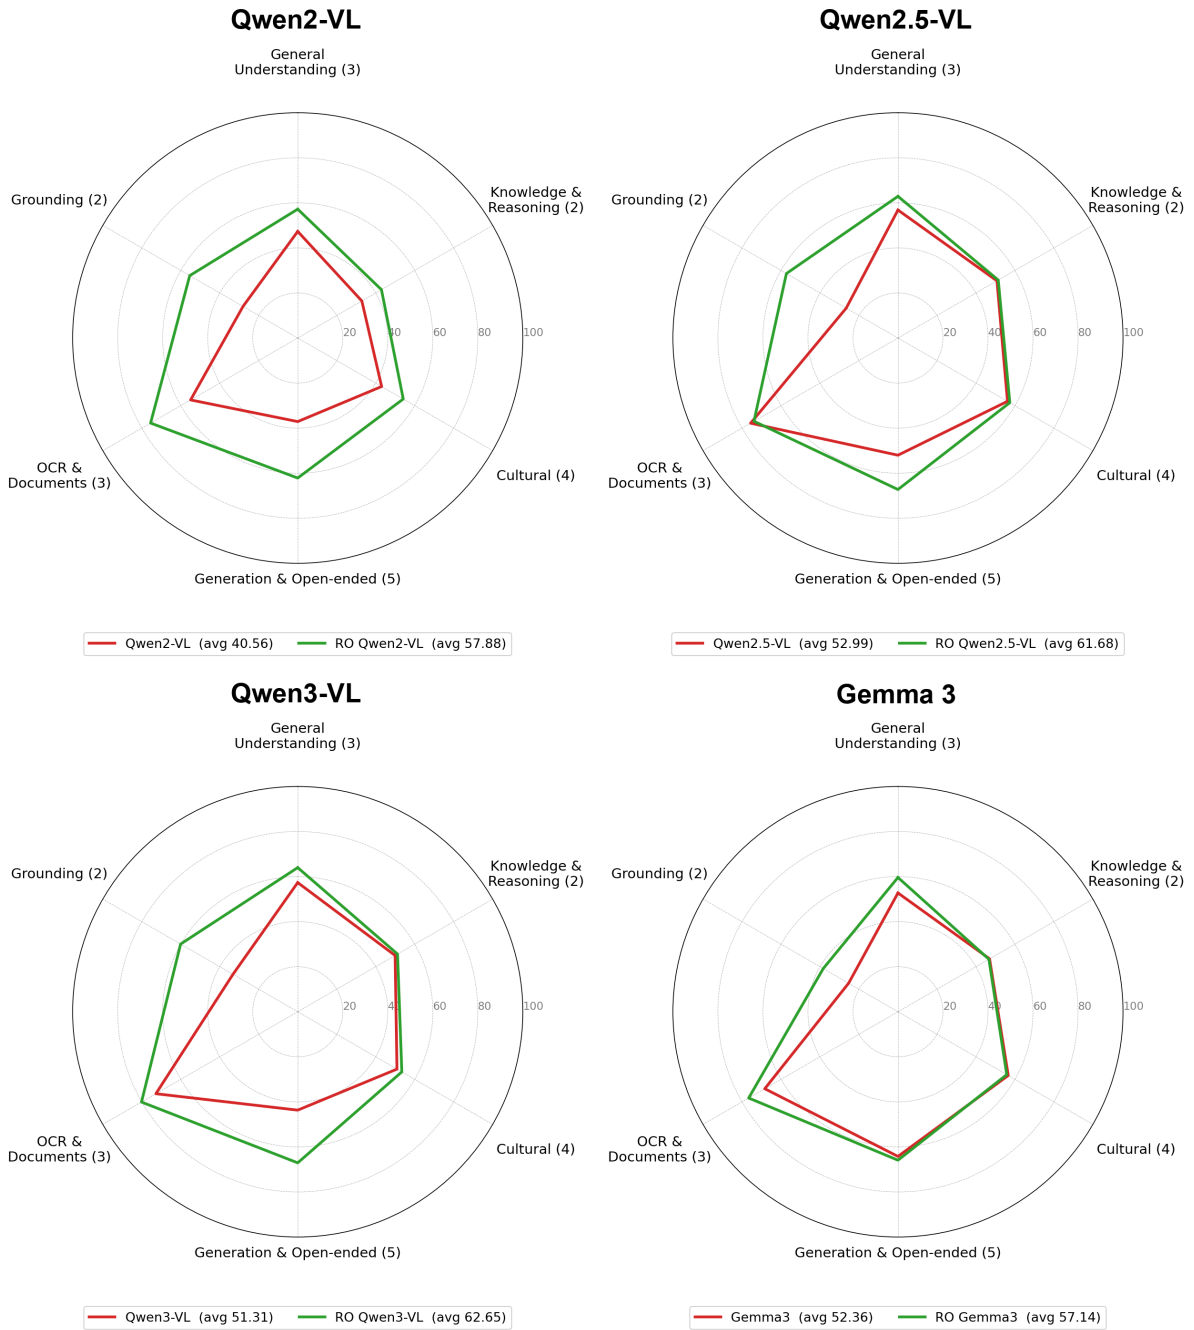 Qwen2-VL
General
Understanding (3)
Knowledge &
Reasoning (2)
Grounding (2)
20 40 60 80 100
OCR &
Documents (3)
Cultural (4)
Generation & Open-ended (5)
Qwen2-VL (avg 40.56) RO Qwen2-VL (avg 57.88)
Qwen2.5-VL
General
Understanding (3)
Knowledge &
Reasoning (2)
Grounding (2)
20 40 60 80 100
OCR &
Documents (3)
Cultural (4)
Generation & Open-ended (5)
Qwen2.5-VL (avg 52.99) RO Qwen2.5-VL (avg 61.68)
Qwen3-VL
General
Understanding (3)
Knowledge &
Reasoning (2)
Grounding (2)
20 40 60 80 100
OCR &
Documents (3)
Cultural (4)
Generation & Open-ended (5)
Qwen3-VL (avg 51.31) RO Qwen3-VL (avg 62.65)
Gemma 3
General
Understanding (3)
Knowledge &
Reasoning (2)
Grounding (2)
20 40 60 80 100
OCR &
Documents (3)
Cultural (4)
Generation & Open-ended (5)
Gemma3 (avg 52.36) RO Gemma3 (avg 57.14)